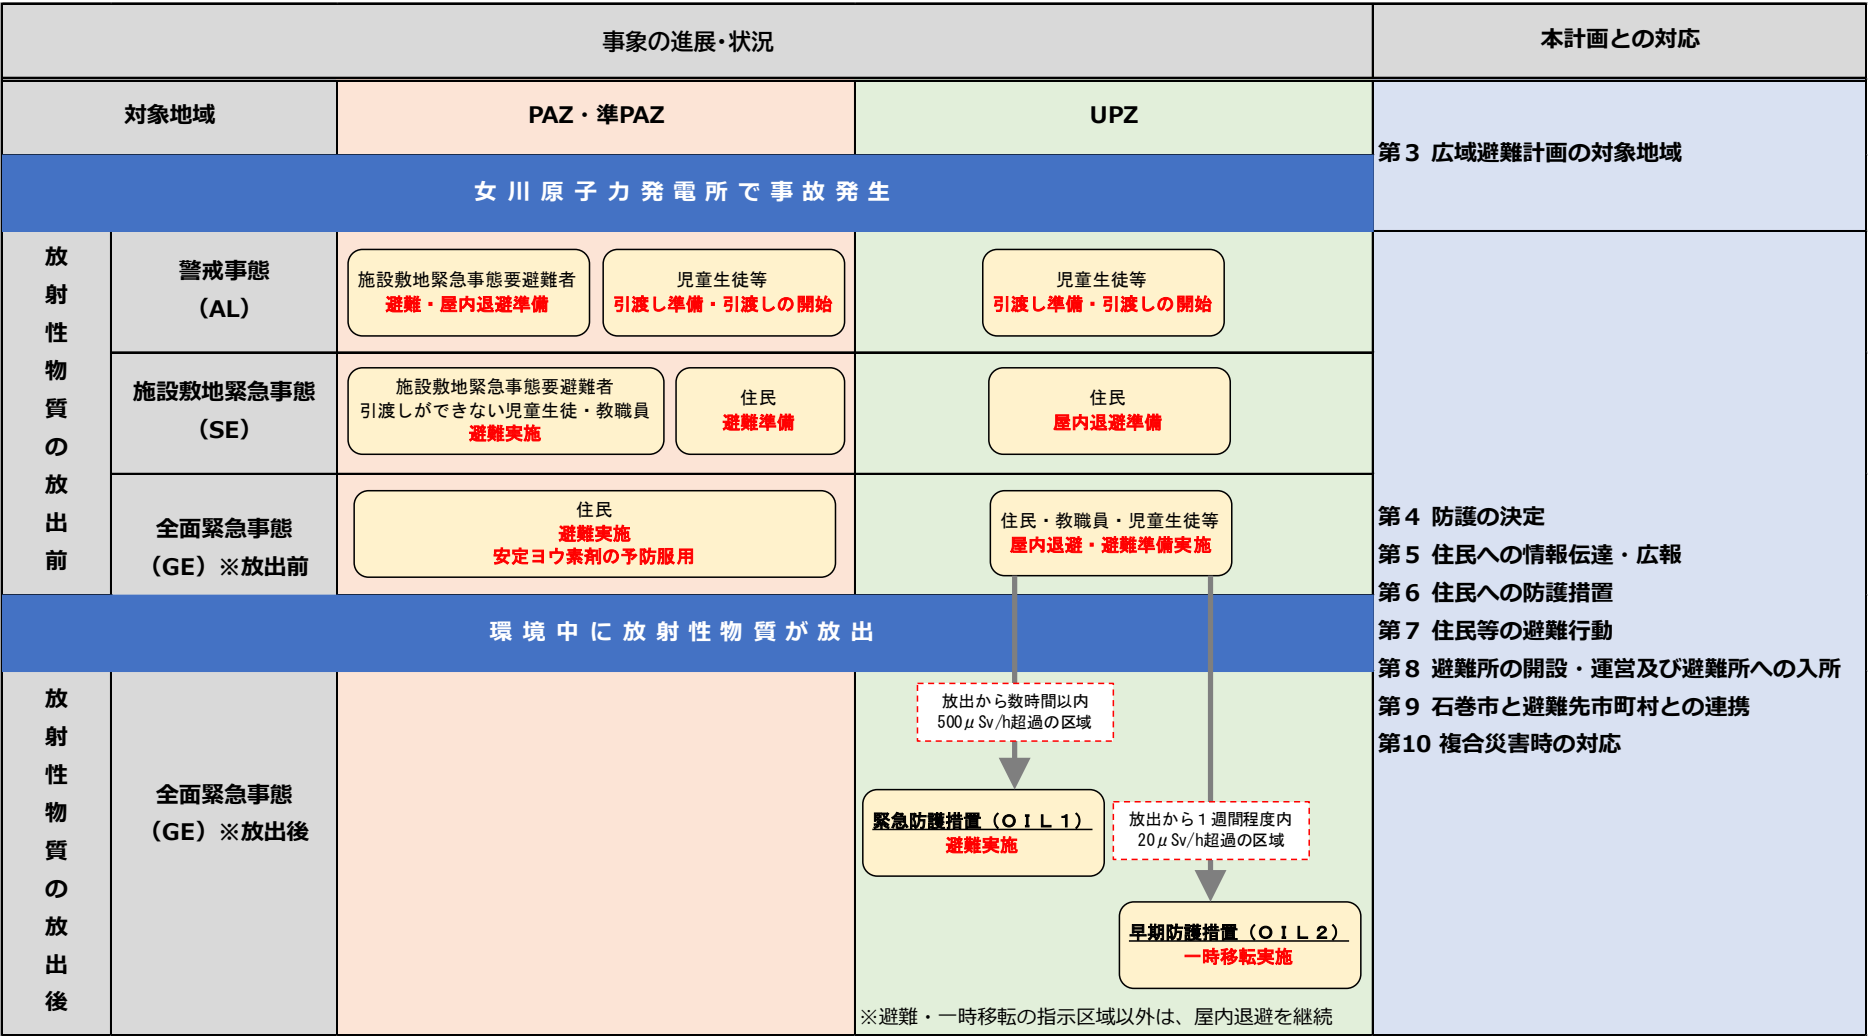 事象の進展・状況
本計画との対応
対象地域
PAZ・準PAZ
UPZ
第３ 広域避難計画の対象地域
女川原子力発電所で事故発生
放射性物質の放出前
警戒事態
（AL）
施設敷地緊急事態要避難者
避難・屋内退避準備
児童生徒等
引渡し準備・引渡しの開始
児童生徒等
引渡し準備・引渡しの開始
施設敷地緊急事態
（SE）
施設敷地緊急事態要避難者
引渡しができない児童生徒・教職員
避難実施
住民
避難準備
住民
屋内退避準備
全面緊急事態
（GE）※放出前
住民
避難実施
安定ヨウ素剤の予防服用
住民・教職員・児童生徒等
屋内退避・避難準備実施
第４ 防護の決定
第５ 住民への情報伝達・広報
第６ 住民への防護措置
第７ 住民等の避難行動
第８ 避難所の開設・運営及び避難所への入所
第９ 石巻市と避難先市町村との連携
第10 複合災害時の対応
環境中に放射性物質が放出
放射性物質の放出後
全面緊急事態
（GE）※放出後
放出から数時間以内
500μSv/h超過の区域
緊急防護措置（ＯＩＬ１）
避難実施
放出から１週間程度内
20μSv/h超過の区域
早期防護措置（ＯＩＬ２）
一時移転実施
※避難・一時移転の指示区域以外は、屋内退避を継続